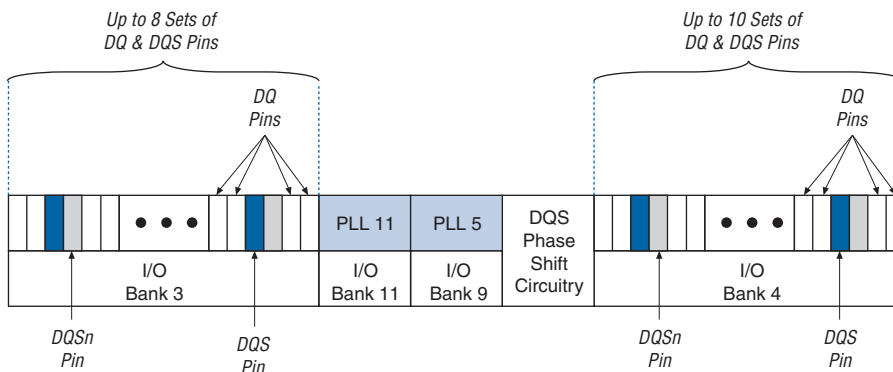 Up to 8 Sets of
DQ & DQS Pins
Up to 10 Sets of
DQ & DQS Pins
DQ
Pins
DQ
Pins
PLL 11
PLL 5
DQS
Phase
Shift
Circuitry
I/O
Bank 3
I/O
Bank 11
I/O
Bank 9
I/O
Bank 4
DQSn
Pin
DQS
Pin
DQSn
Pin
DQS
Pin